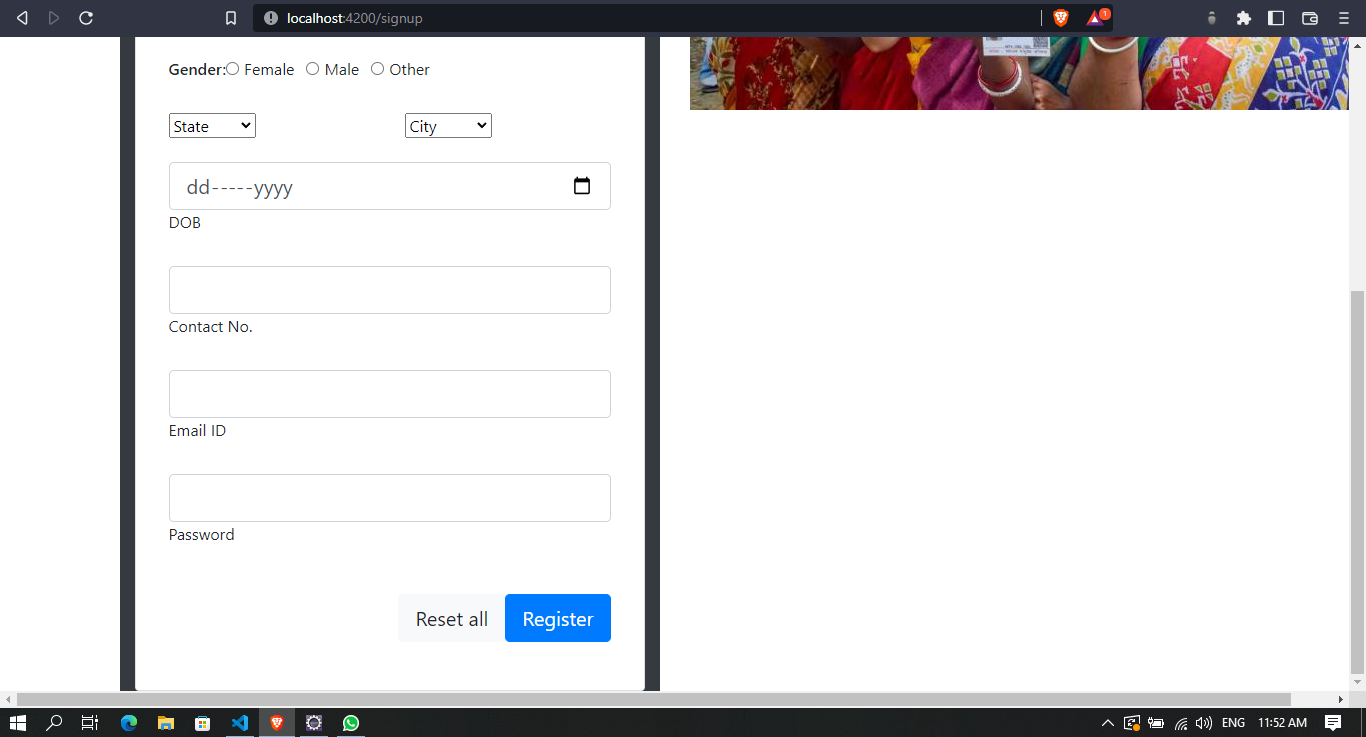 localhost:4200/signup
1
Gender: Female Male Other
State City
dd-----yyyy
DOB
Contact No.
Email ID
Password
Reset all Register
ENG 11:52 AM